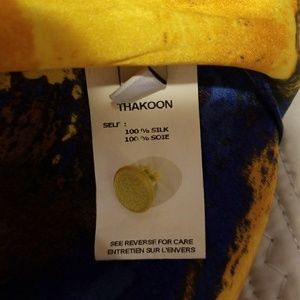 THAKOON
SELF :
100 % SILK
100 % SOIE
SEE REVERSE FOR CARE
ENTRETIEN SUR L'ENVERS